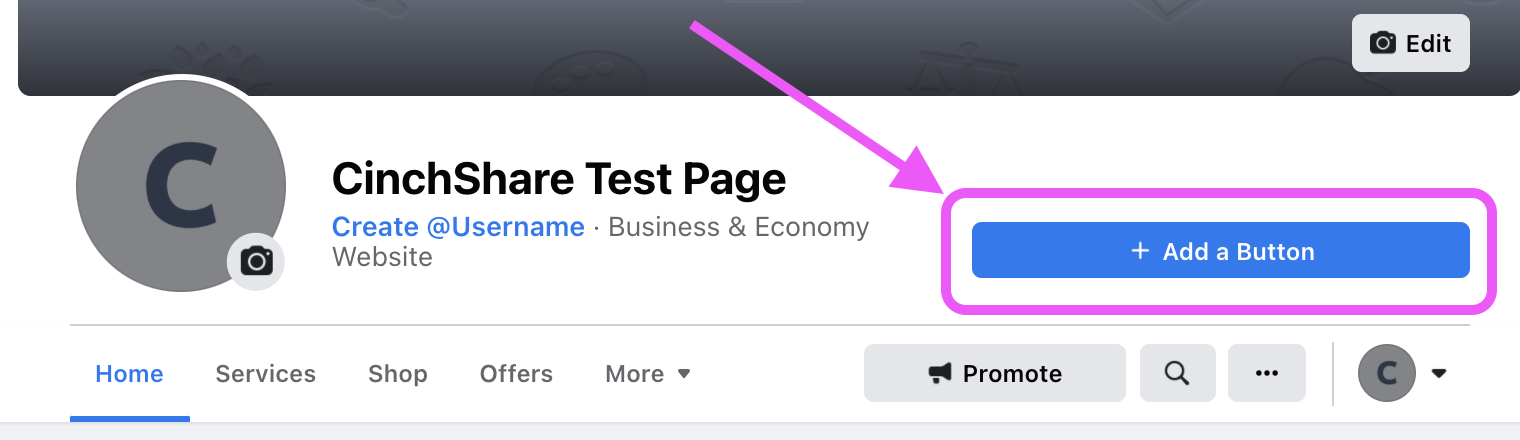 Edit
C
CinchShare Test Page
Create @Username · Business & Economy
Website
+ Add a Button
Home Services Shop Offers More Promote ••• C